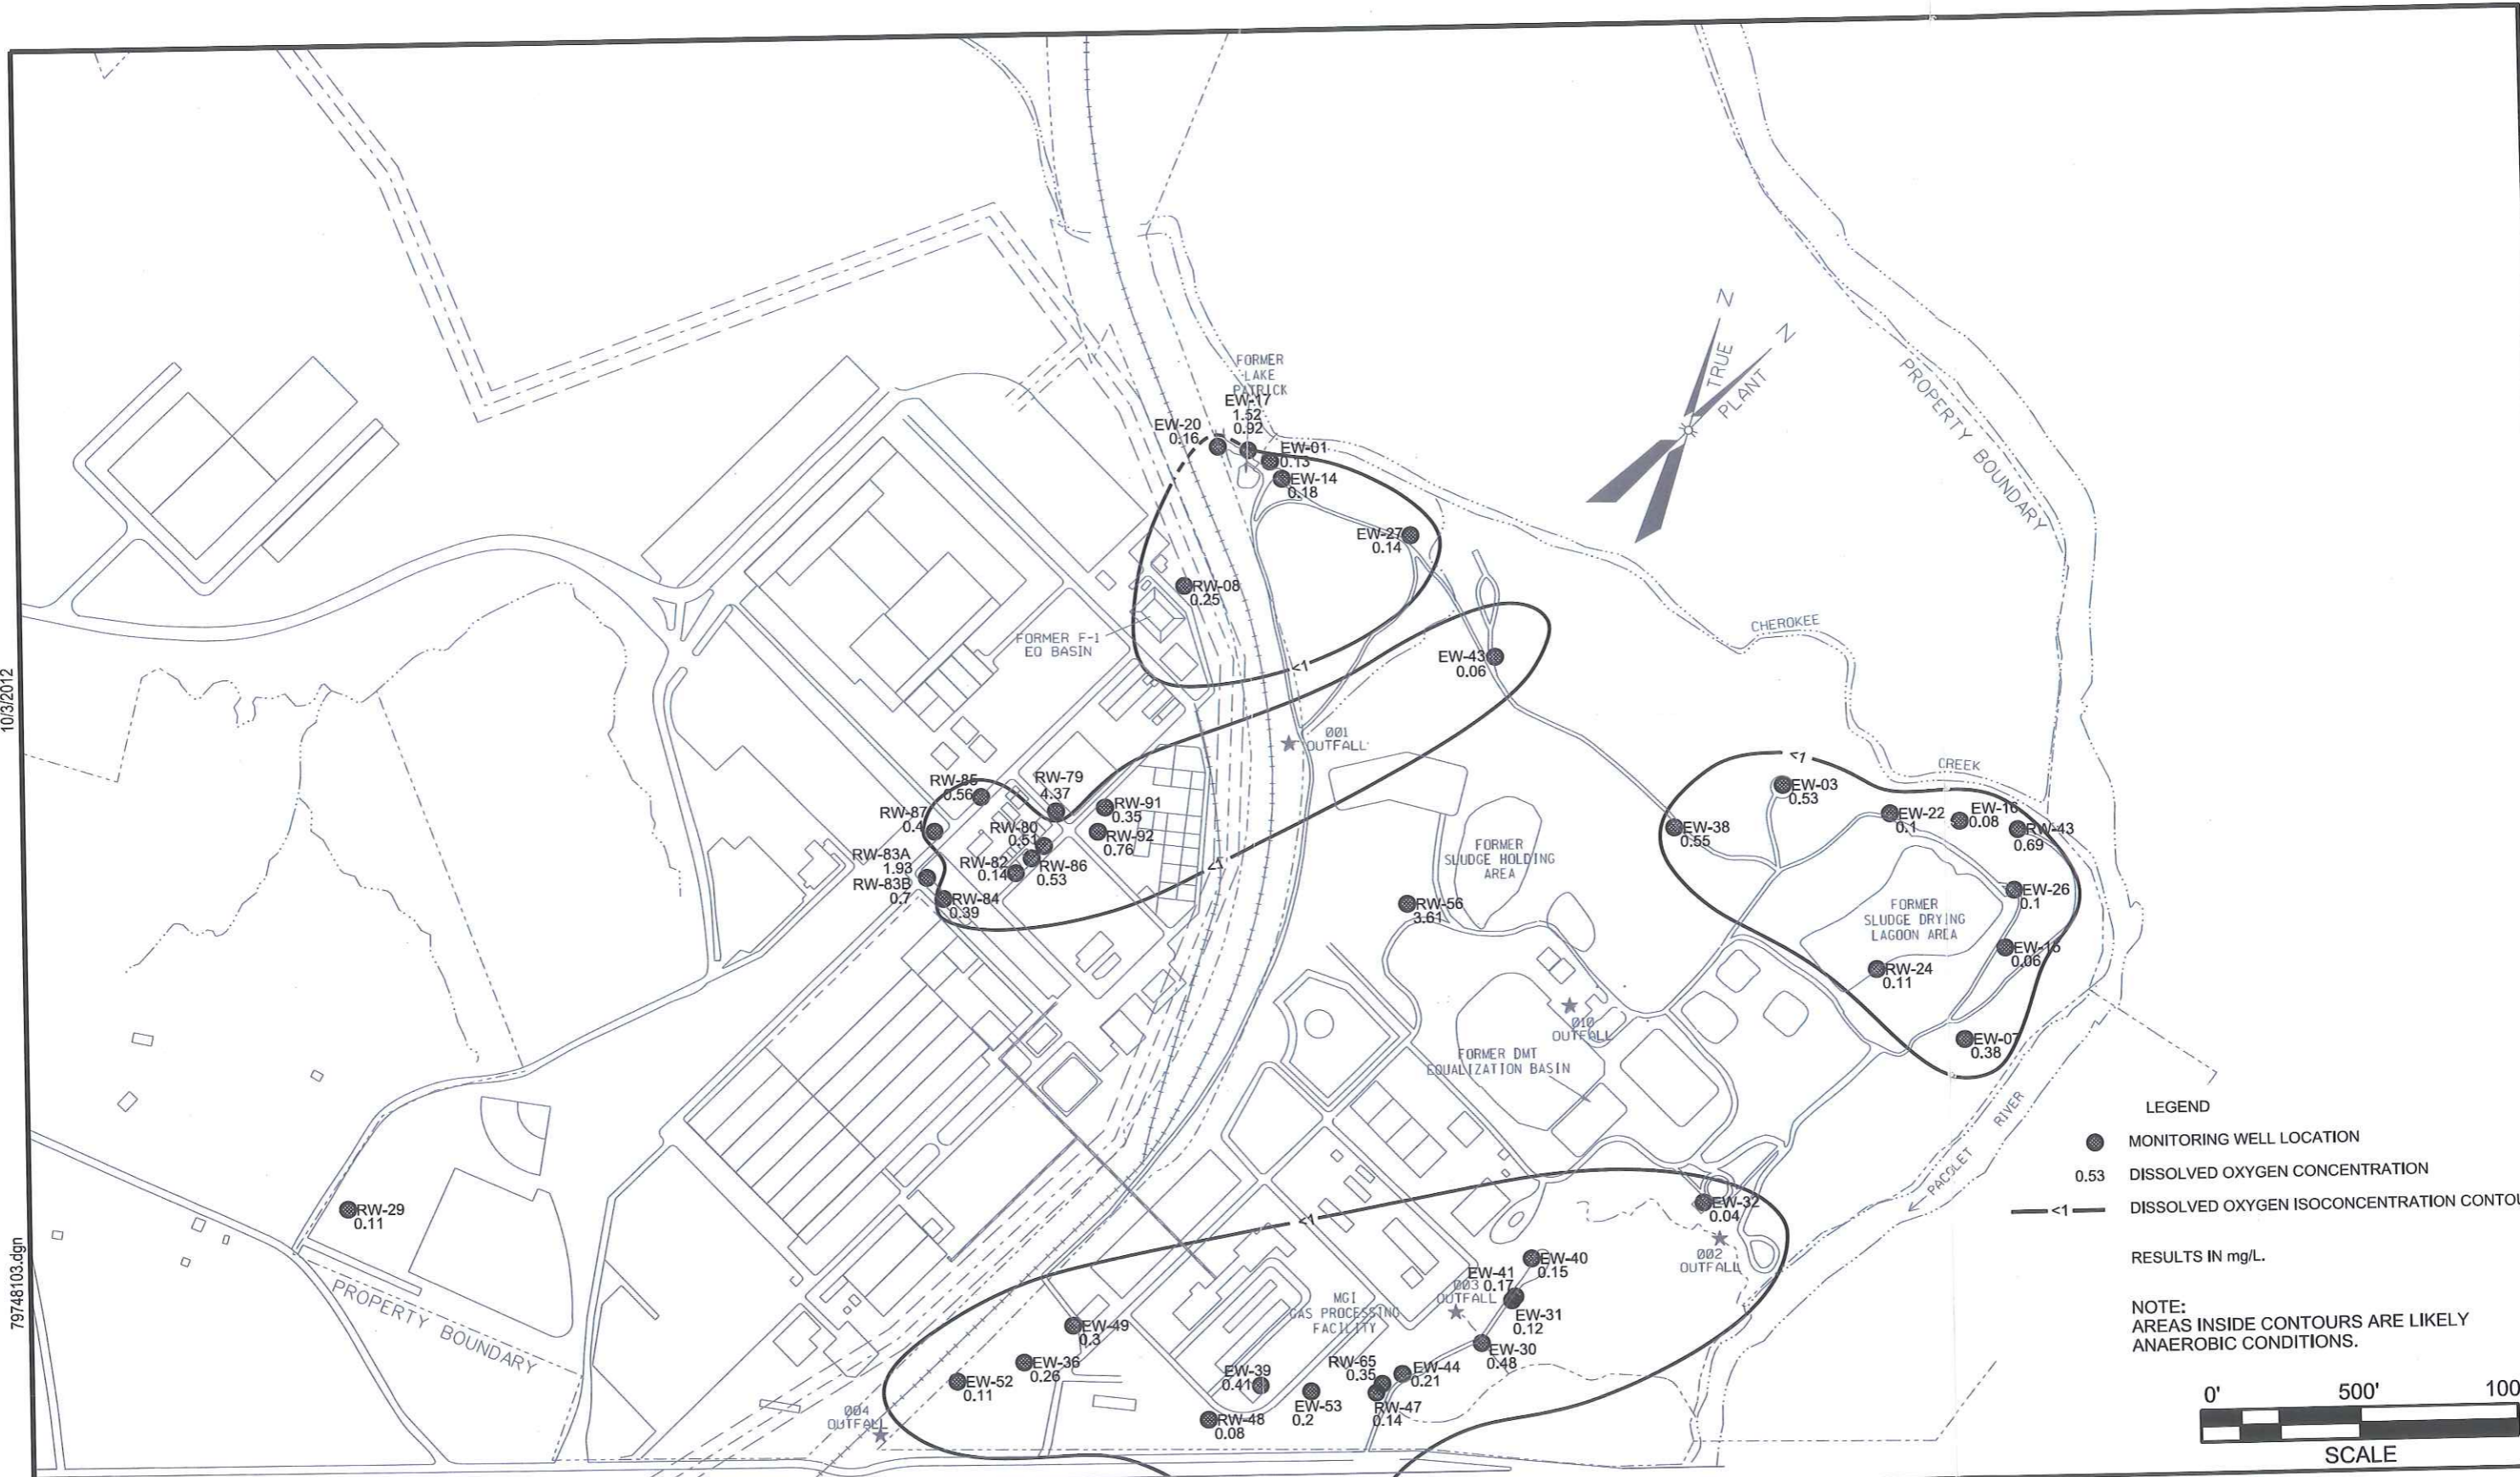 10/3/2012
79748103.dgn
FORMER
LAKE
PATRICK
EW-17
1.52
0.92
EW-20
0.16
EW-01
0.13
EW-14
0.18
EW-27
0.14
RW-08
0.25
FORMER F-1
EQ BASIN
<1
EW-43
0.06
001
OUTFALL
TRUE
N
PLANT
N
PROPERTY BOUNDARY
CHEROKEE
CREEK
RW-85
0.56
RW-79
4.37
RW-87
0.4
RW-91
0.35
RW-80
0.51
RW-92
0.76
RW-83A
1.93
RW-83B
0.7
RW-82
0.14
RW-86
0.53
RW-84
0.39
<1
FORMER
SLUDGE HOLDING
AREA
RW-56
3.61
<1
EW-03
0.53
EW-38
0.55
EW-22
0.1
EW-16
0.08
RW-43
0.69
EW-26
0.1
FORMER
SLUDGE DRYING
LAGOON AREA
EW-15
0.06
RW-24
0.11
EW-07
0.38
010
OUTFALL
FORMER DMT
EQUALIZATION BASIN
PACOLET
RIVER
RW-29
0.11
PROPERTY BOUNDARY
<1
EW-32
0.04
002
OUTFALL
EW-40
0.15
EW-41
0.17
003
OUTFALL
EW-31
0.12
MGI
GAS PROCESSING
FACILITY
EW-30
0.48
EW-49
0.3
EW-36
0.26
EW-52
0.11
EW-39
0.41
RW-65
0.35
EW-44
0.21
EW-53
0.2
RW-47
0.14
RW-48
0.08
004
OUTFALL
LEGEND
MONITORING WELL LOCATION
0.53 DISSOLVED OXYGEN CONCENTRATION
<1 DISSOLVED OXYGEN ISOCONCENTRATION CONTOU
RESULTS IN mg/L.
NOTE:
AREAS INSIDE CONTOURS ARE LIKELY
ANAEROBIC CONDITIONS.
0' 500' 100
SCALE